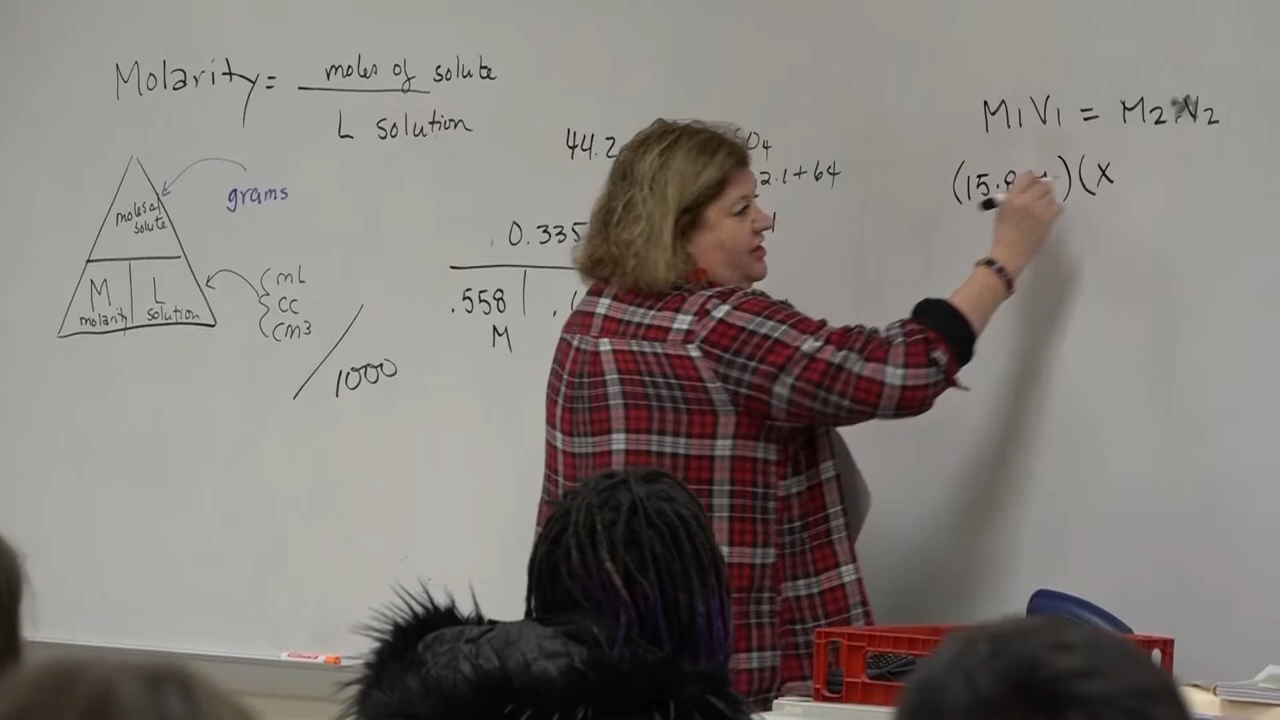 Molarity = moles of solute
L solution
moles of
solute
grams
M
molarity
L
solution
mL
cc
cm3
/1000
44.2
O4
2.1+64
0.335
.558
M
M1V1 = M2V2
(15.8 )(x